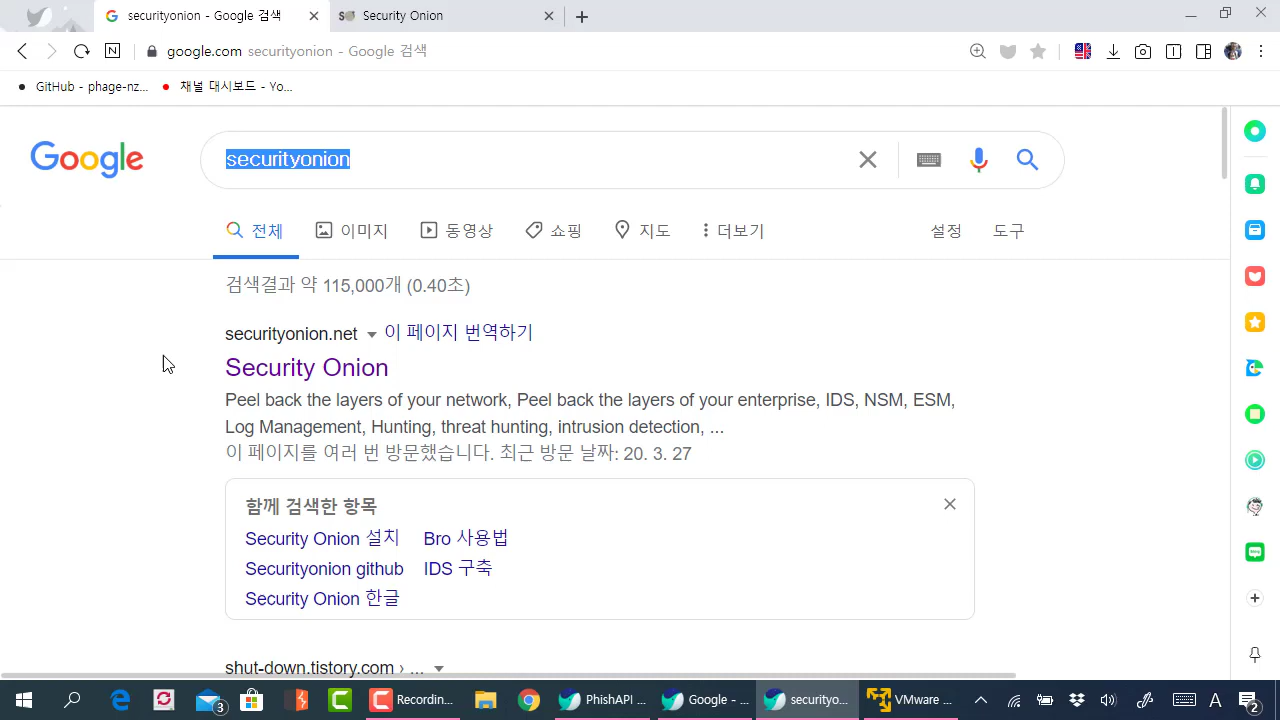 securityonion - Google 검색
Security Onion
google.com securityonion - Google 검색
GitHub - phage-nz...
채널 대시보드 - Yo...
Google
securityonion
전체
이미지
동영상
쇼핑
지도
더보기
설정
도구
검색결과 약 115,000개 (0.40초)
securityonion.net
이 페이지 번역하기
Security Onion
Peel back the layers of your network, Peel back the layers of your enterprise, IDS, NSM, ESM,
Log Management, Hunting, threat hunting, intrusion detection, ...
이 페이지를 여러 번 방문했습니다. 최근 방문 날짜: 20. 3. 27
함께 검색한 항목
Security Onion 설치
Bro 사용법
Securityonion github
IDS 구축
Security Onion 한글
shut-down.tistory.com › ...
3
Recordin...
PhishAPI ...
Google - ...
securityo...
VMware ...
A
2